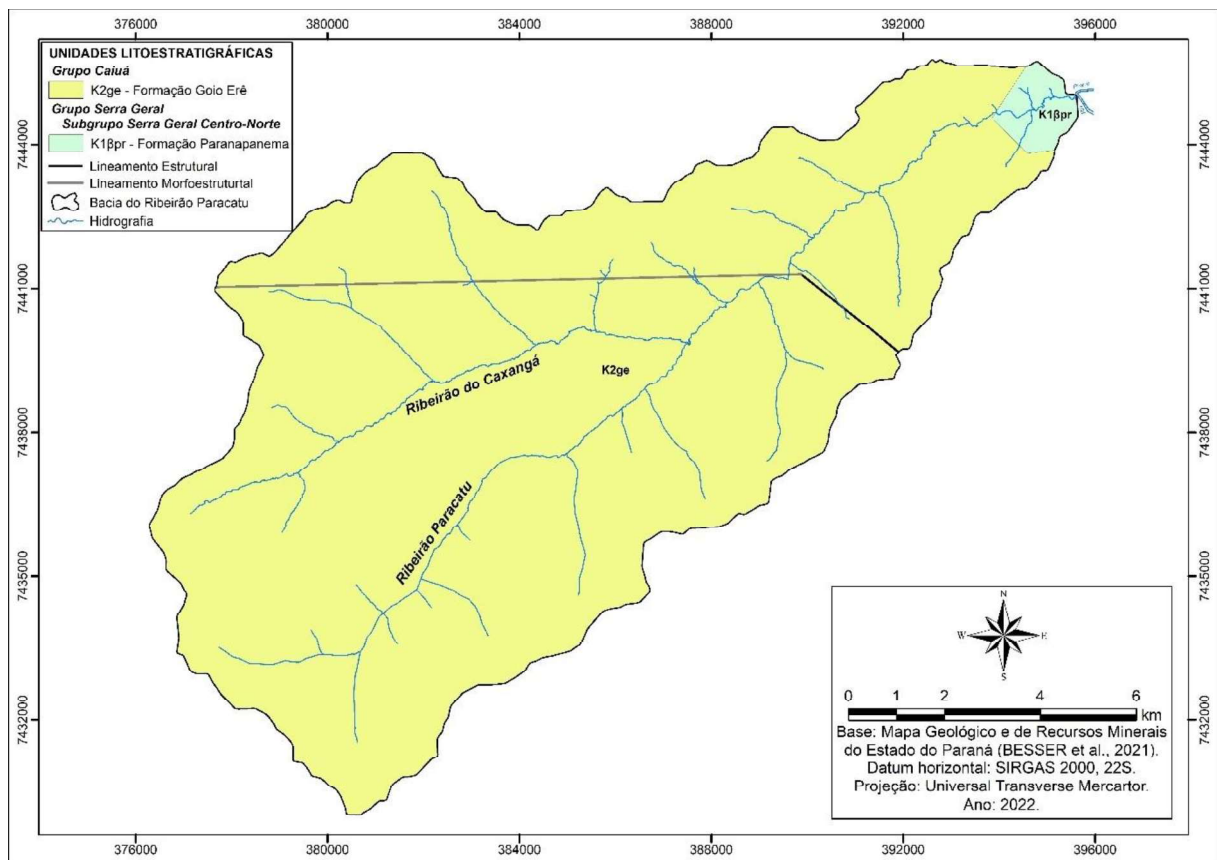 376000
380000
384000
388000
392000
396000
UNIDADES LITOESTRATIGRÁFICAS
Grupo Caiuá
K2ge - Formação Goio Erê
Grupo Serra Geral
Subgrupo Serra Geral Centro-Norte
K1βpr - Formação Paranapanema
Lineamento Estrutural
LIneamento Morfoestruturtal
Bacia do Ribeirão Paracatu
Hidrografia
K1βpr
7444000
7444000
7441000
7441000
Ribeirão do Caxangá
K2ge
7438000
7438000
Ribeirão Paracatu
7435000
7435000
7432000
7432000
N
W
E
S
0 1 2 4 6
km
Base: Mapa Geológico e de Recursos Minerais
do Estado do Paraná (BESSER et al., 2021).
Datum horizontal: SIRGAS 2000, 22S.
Projeção: Universal Transverse Mercartor.
Ano: 2022.
376000
380000
384000
388000
392000
396000